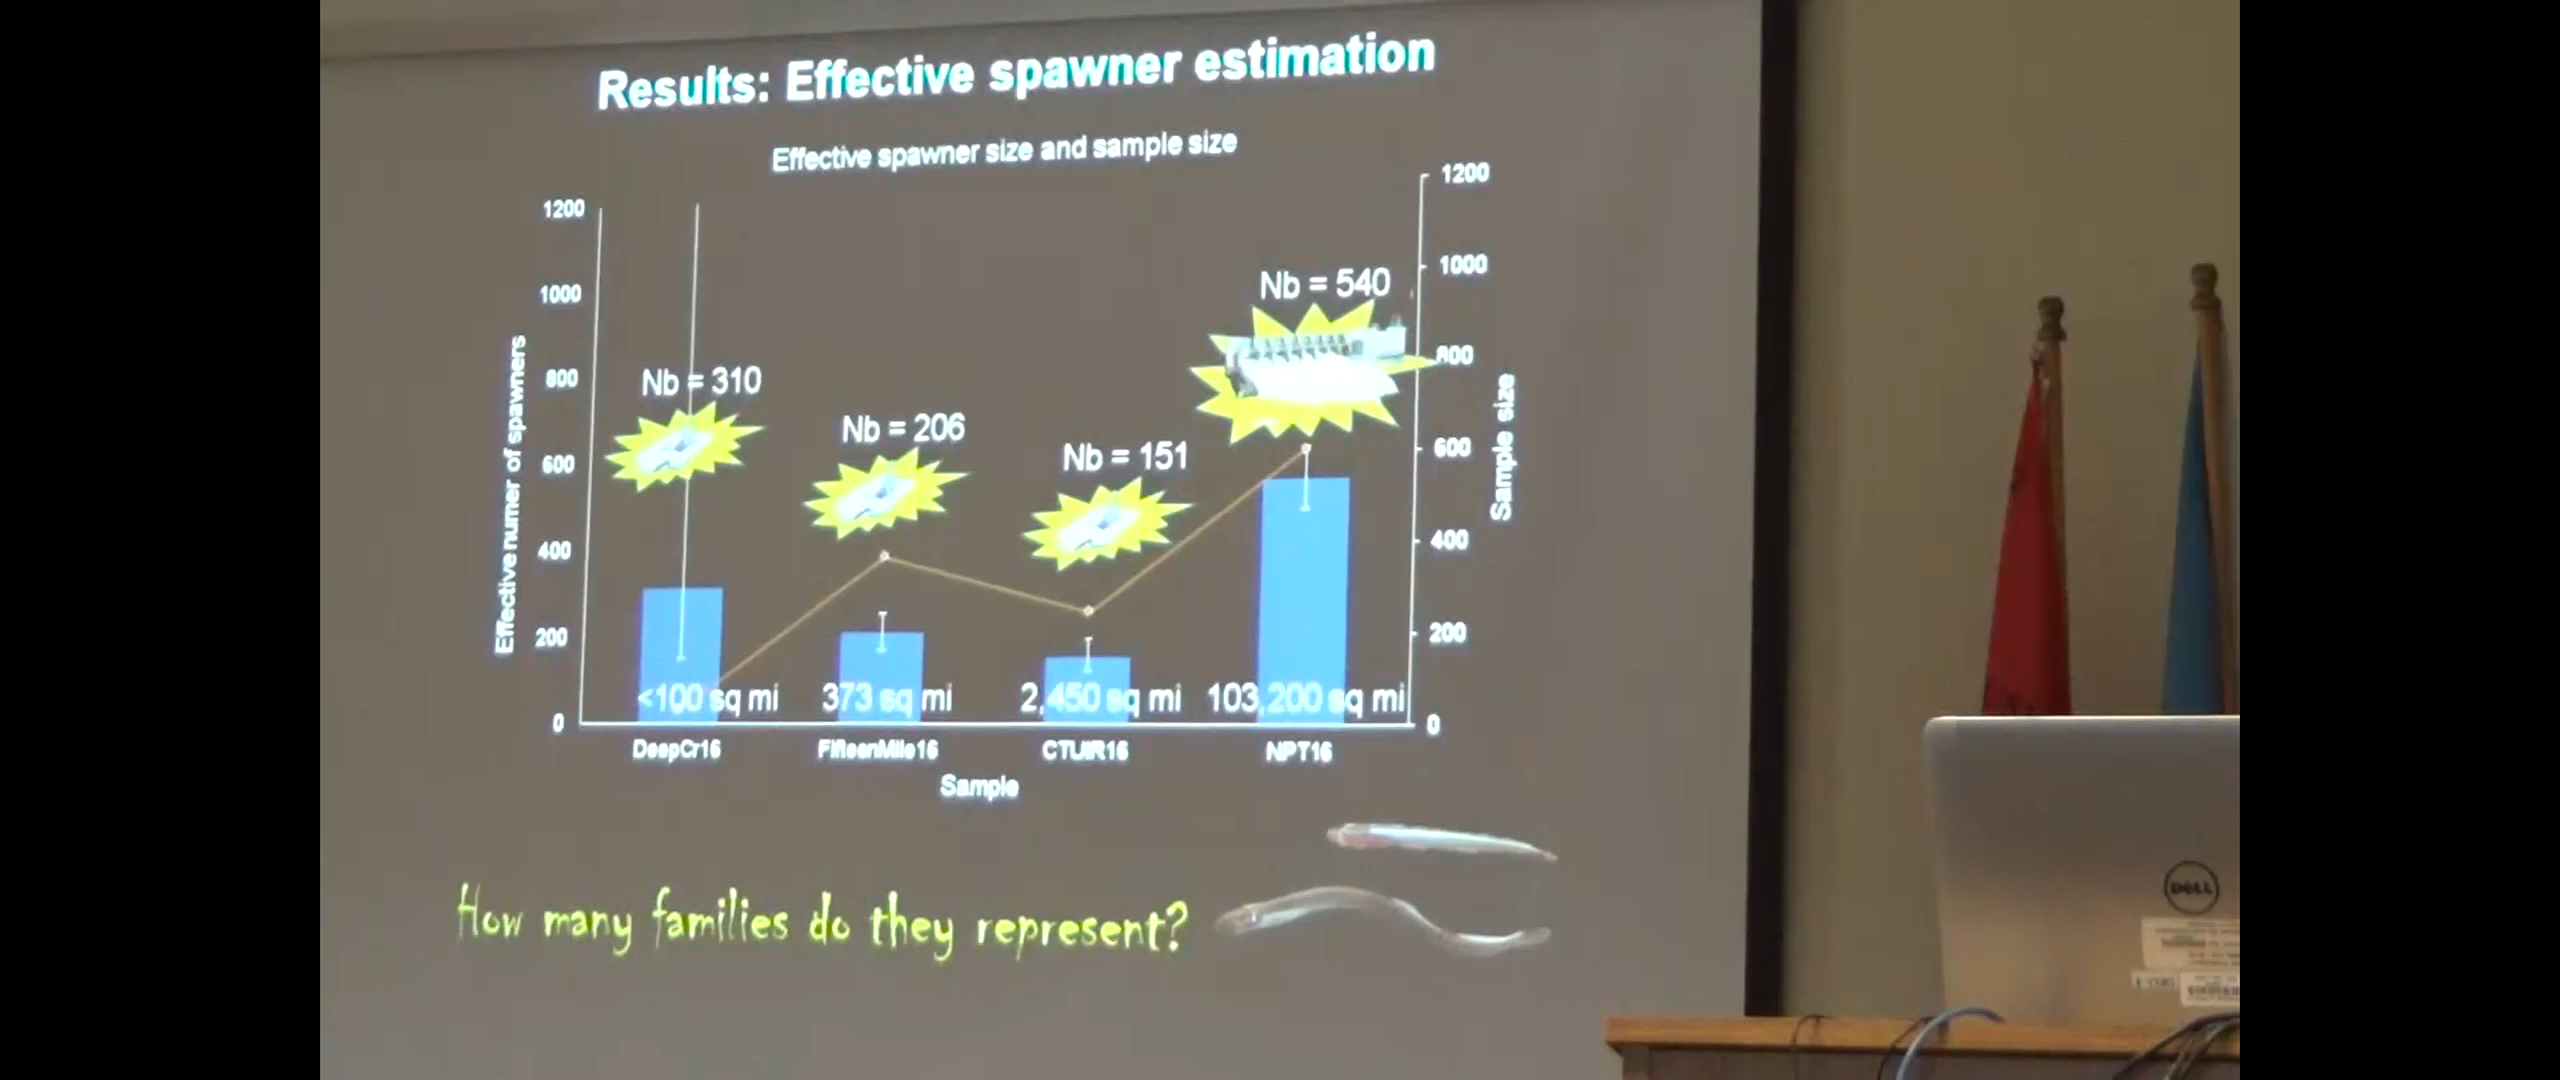 Results: Effective spawner estimation
Effective spawner size and sample size
1200
1000
800
600
400
200
0
Effective numer of spawners
1200
1000
800
600
400
200
0
Sample size
Nb = 310
Nb = 206
Nb = 151
Nb = 540
<100 sq mi
373 sq mi
2,450 sq mi
103,200 sq mi
DeepCr16
FifteenMile16
CTUIR16
NPT16
Sample
How many families do they represent?
DELL